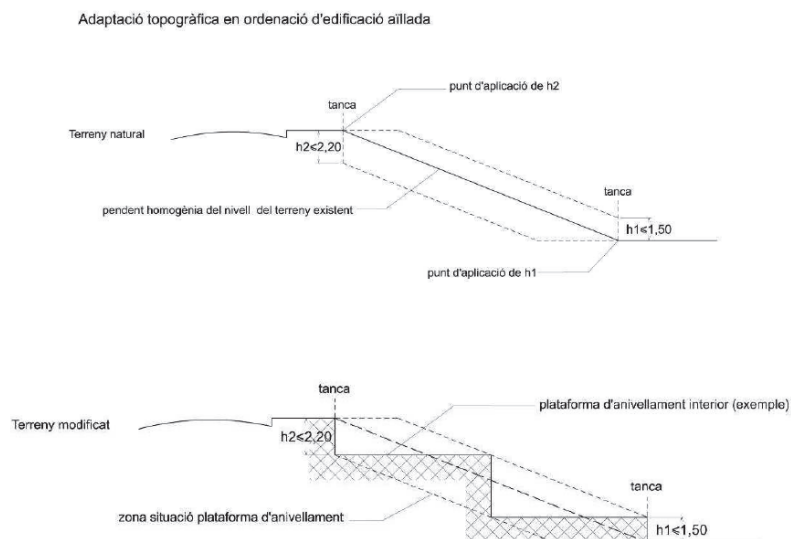 Adaptació topogràfica en ordenació d'edificació aïllada
punt d'aplicació de h2
tanca
Terreny natural
h2<2,20
tanca
pendent homogènia del nivell del terreny existent
h1<1,50
punt d'aplicació de h1
tanca
plataforma d'anivellament interior (exemple)
Terreny modificat
h2<2,20
tanca
zona situació plataforma d'anivellament
h1<1,50